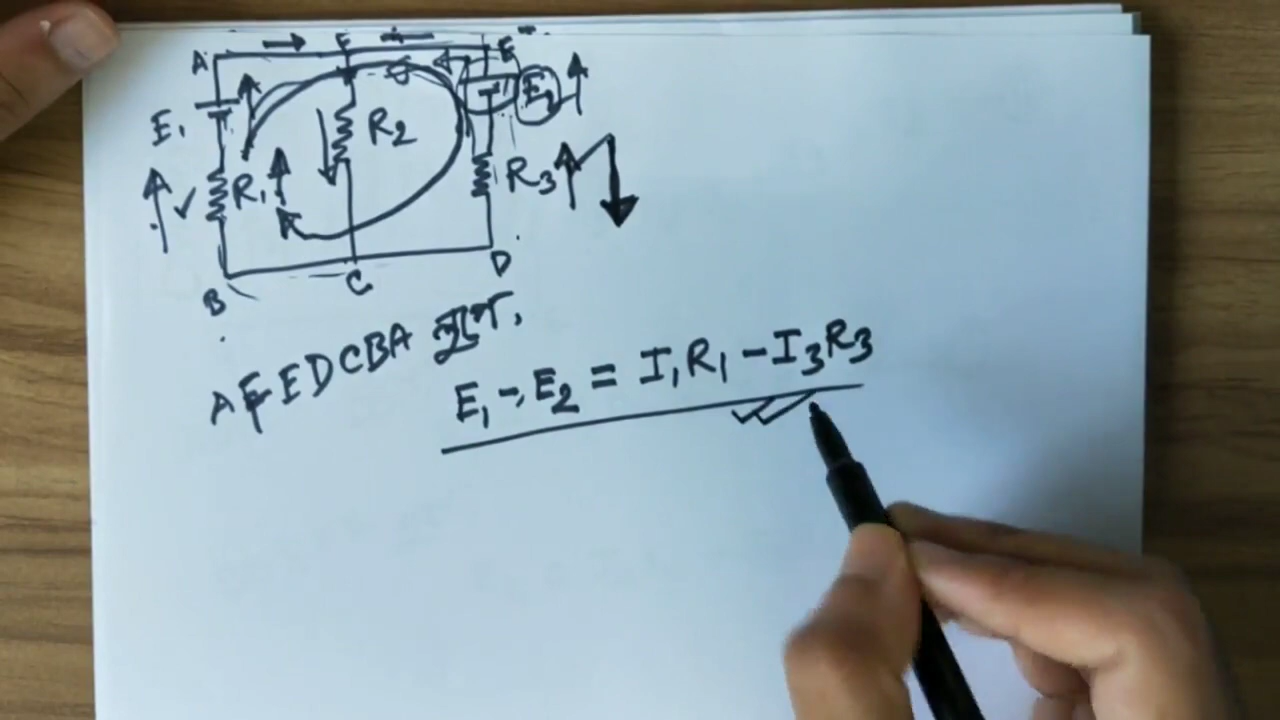 A F E
E₁ R₂ E₂
R₁ R₃
B C D
AFEDCBA
E₁ - E₂ = I₁R₁ - I₃R₃